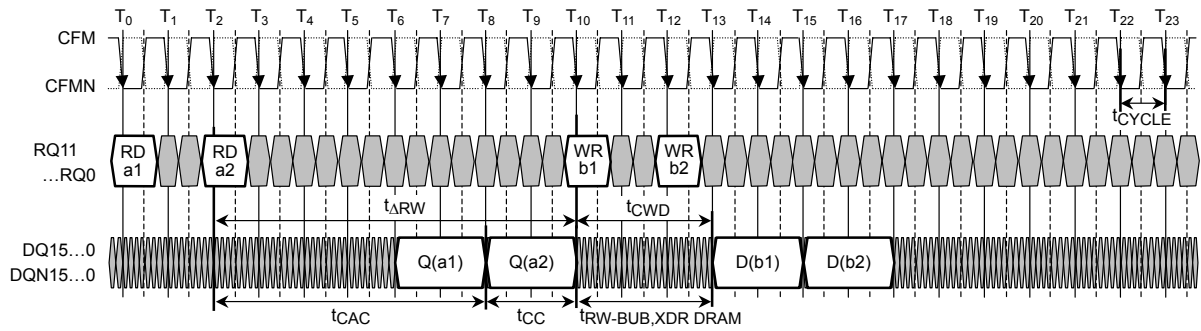 T0 T1 T2 T3 T4 T5 T6 T7 T8 T9 T10 T11 T12 T13 T14 T15 T16 T17 T18 T19 T20 T21 T22 T23
CFM
CFMN
tCYCLE
RQ11
…RQ0
RD
a1
RD
a2
WR
b1
WR
b2
tΔRW
tCWD
DQ15…0
DQN15…0
Q(a1)
Q(a2)
D(b1)
D(b2)
tCAC
tCC
tRW-BUB,XDR DRAM